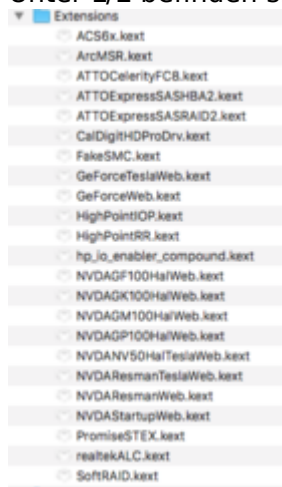 Unter L/E befinden s
Extensions
ACS6x.kext
ArcMSR.kext
ATTOCelerityFC8.kext
ATTOExpressSASHBA2.kext
ATTOExpressSASRAID2.kext
CalDigitHDProDrv.kext
FakeSMC.kext
GeForceTeslaWeb.kext
GeForceWeb.kext
HighPointIOP.kext
HighPointRR.kext
hp_io_enabler_compound.kext
NVDAGF100HalWeb.kext
NVDAGK100HalWeb.kext
NVDAGM100HalWeb.kext
NVDAGP100HalWeb.kext
NVDANV50HalTeslaWeb.kext
NVDAResmanTeslaWeb.kext
NVDAResmanWeb.kext
NVDAStartupWeb.kext
PromiseSTEX.kext
realtekALC.kext
SoftRAID.kext